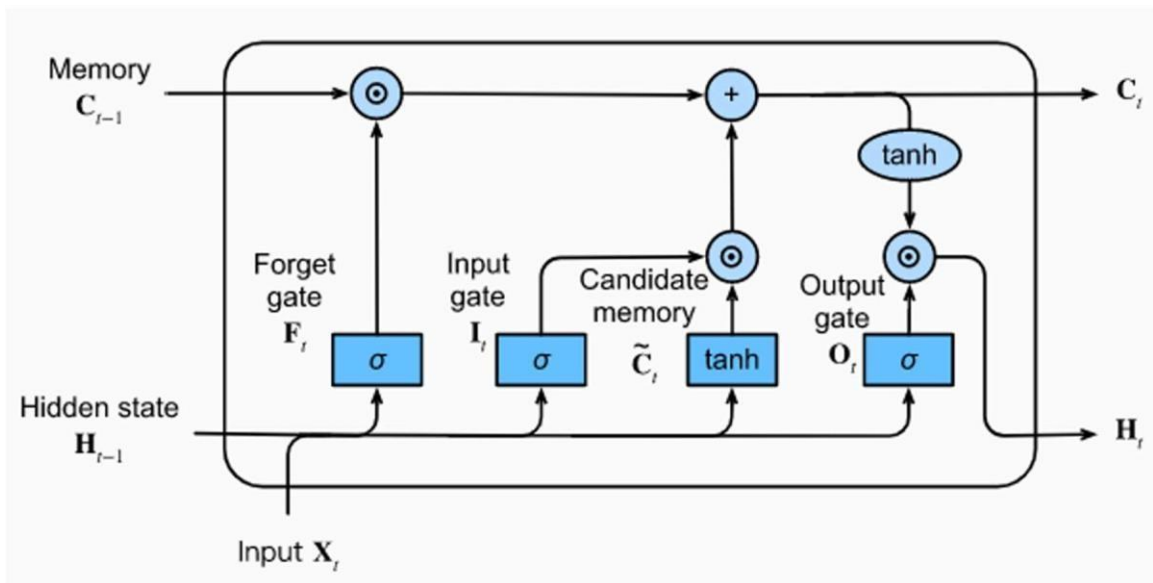 Memory
C_{t-1}
⊙
+
C_t
tanh
Forget
gate
F_t
Input
gate
I_t
⊙
Candidate
memory
C̃_t
Output
gate
O_t
⊙
σ
σ
tanh
σ
Hidden state
H_{t-1}
H_t
Input X_t